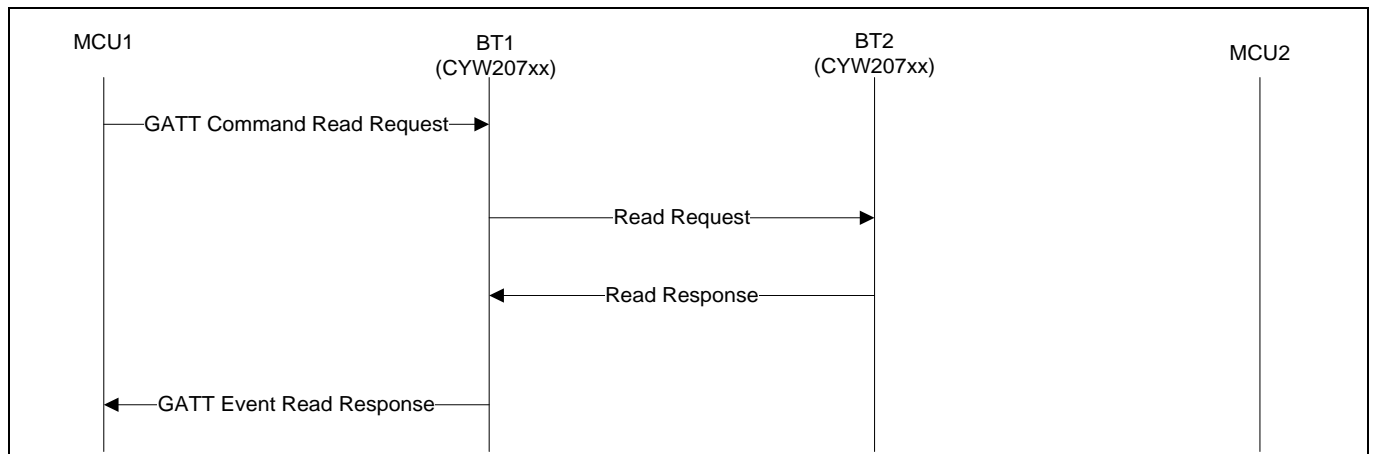 MCU1
BT1
(CYW207xx)
BT2
(CYW207xx)
MCU2
GATT Command Read Request
Read Request
Read Response
GATT Event Read Response